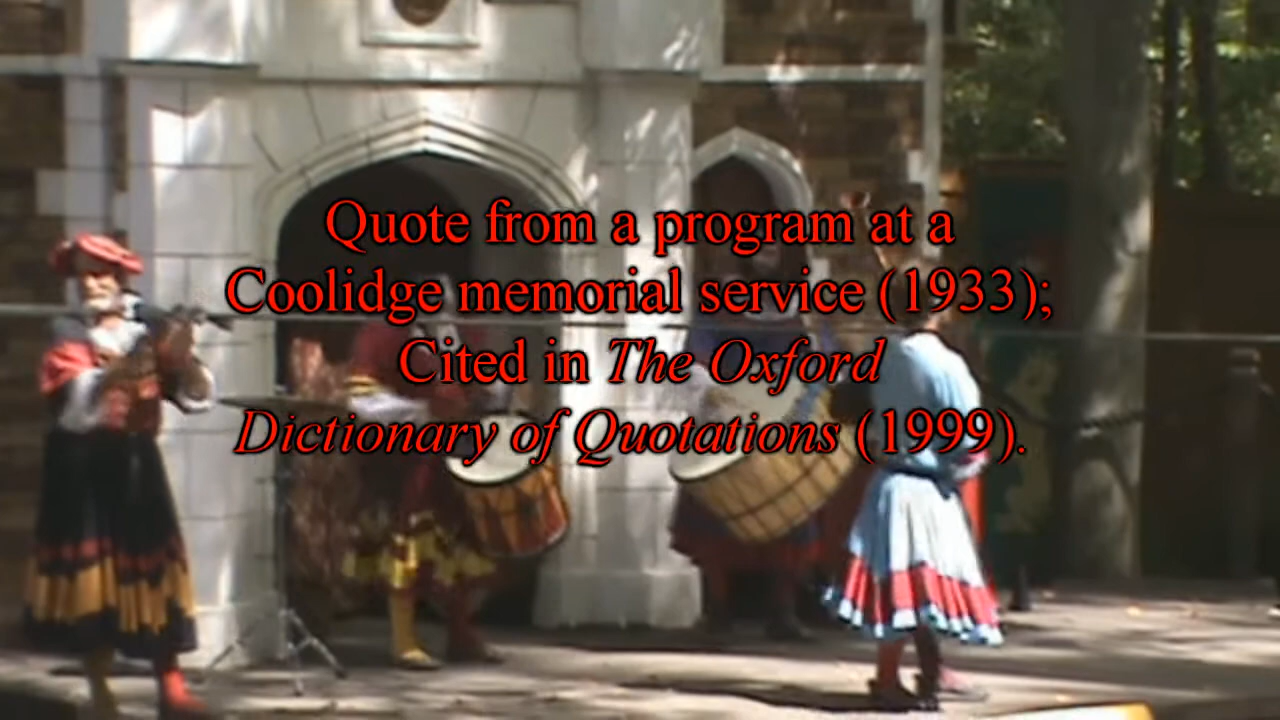 Quote from a program at a
Coolidge memorial service (1933);
Cited in The Oxford
Dictionary of Quotations (1999).